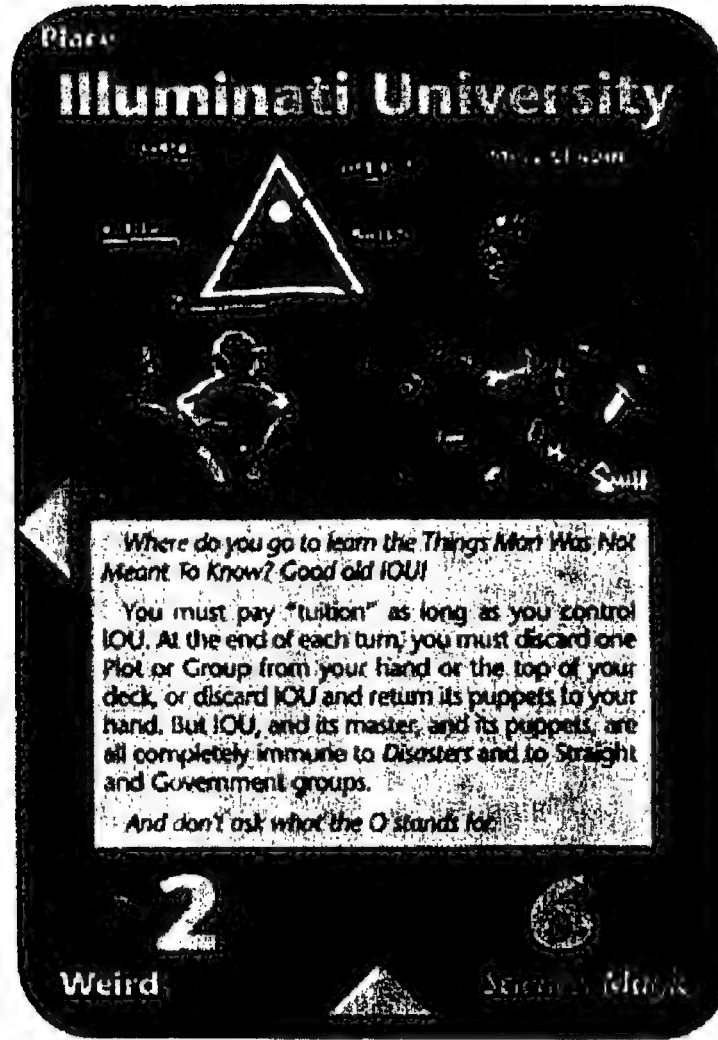 Place
Illuminati University
Where do you go to learn the Things Man Was Not
Meant To Know? Good old IOU!
You must pay "tuition" as long as you control
IOU. At the end of each turn, you must discard one
Plot or Group from your hand or the top of your
deck, or discard IOU and return its puppets to your
hand. But IOU, and its master, and its puppets, are
all completely immune to Disasters and to Straight
and Government groups.
And don't ask what the O stands for.
2
6
Weird
Magic